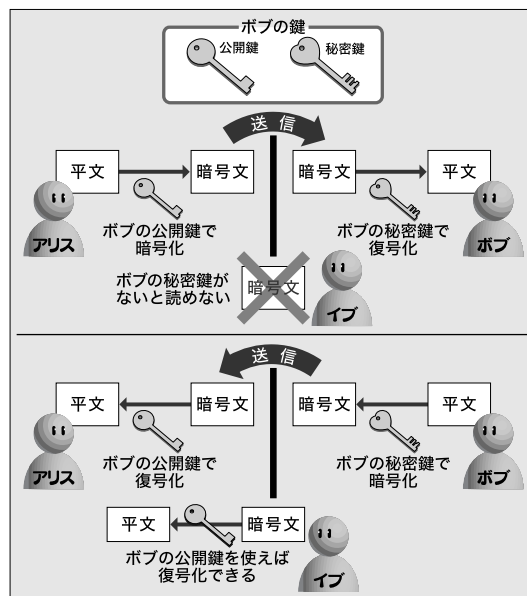 ボブの鍵
公開鍵
秘密鍵
送信
平文
暗号文
暗号文
平文
アリス
ボブの公開鍵で
暗号化
ボブの秘密鍵で
復号化
ボブ
ボブの秘密鍵が
ないと読めない
暗号文
イブ
送信
平文
暗号文
暗号文
平文
アリス
ボブの公開鍵で
復号化
ボブの秘密鍵で
暗号化
ボブ
平文
暗号文
ボブの公開鍵を使えば
復号化できる
イブ